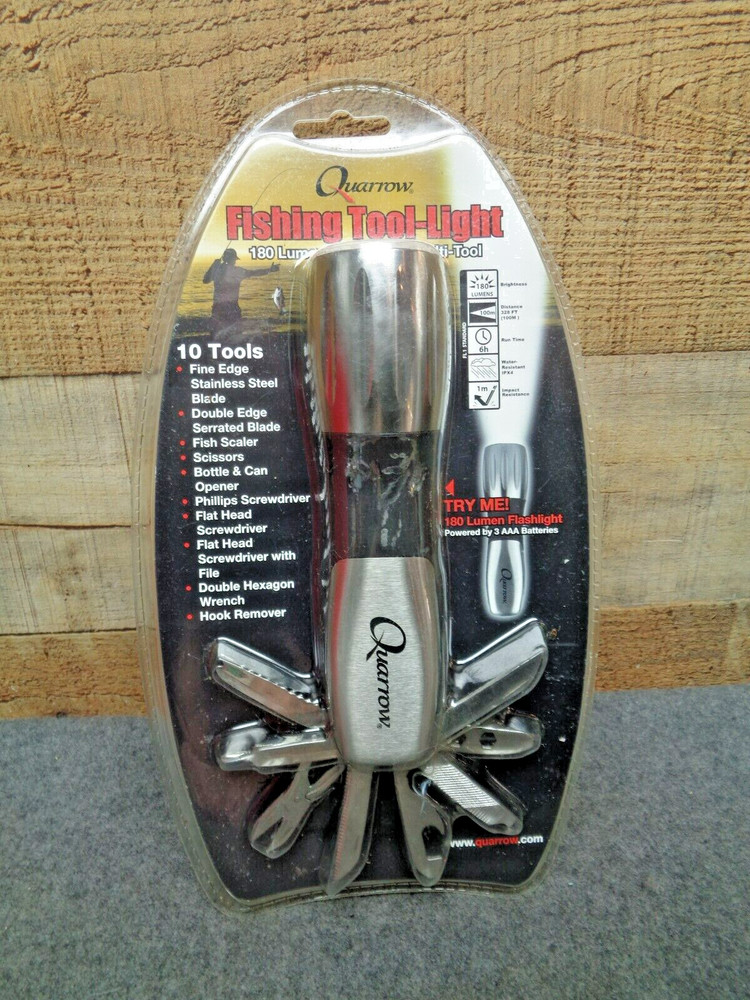 Quarrow
Fishing Tool-Light
180 Lum ti-Tool
180
LUMENS
Brightness
100m
Distance
328 FT
(100M)
6h
Run Time
Water
Resistant
IPX4
1m
Impact
Resistance
FL 1 STANDARD
10 Tools
• Fine Edge
Stainless Steel
Blade
• Double Edge
Serrated Blade
• Fish Scaler
• Scissors
• Bottle & Can
Opener
• Phillips Screwdriver
• Flat Head
Screwdriver
• Flat Head
Screwdriver with
File
• Double Hexagon
Wrench
• Hook Remover
TRY ME!
180 Lumen Flashlight
Powered by 3 AAA Batteries
Quarrow
Quarrow®
www.quarrow.com